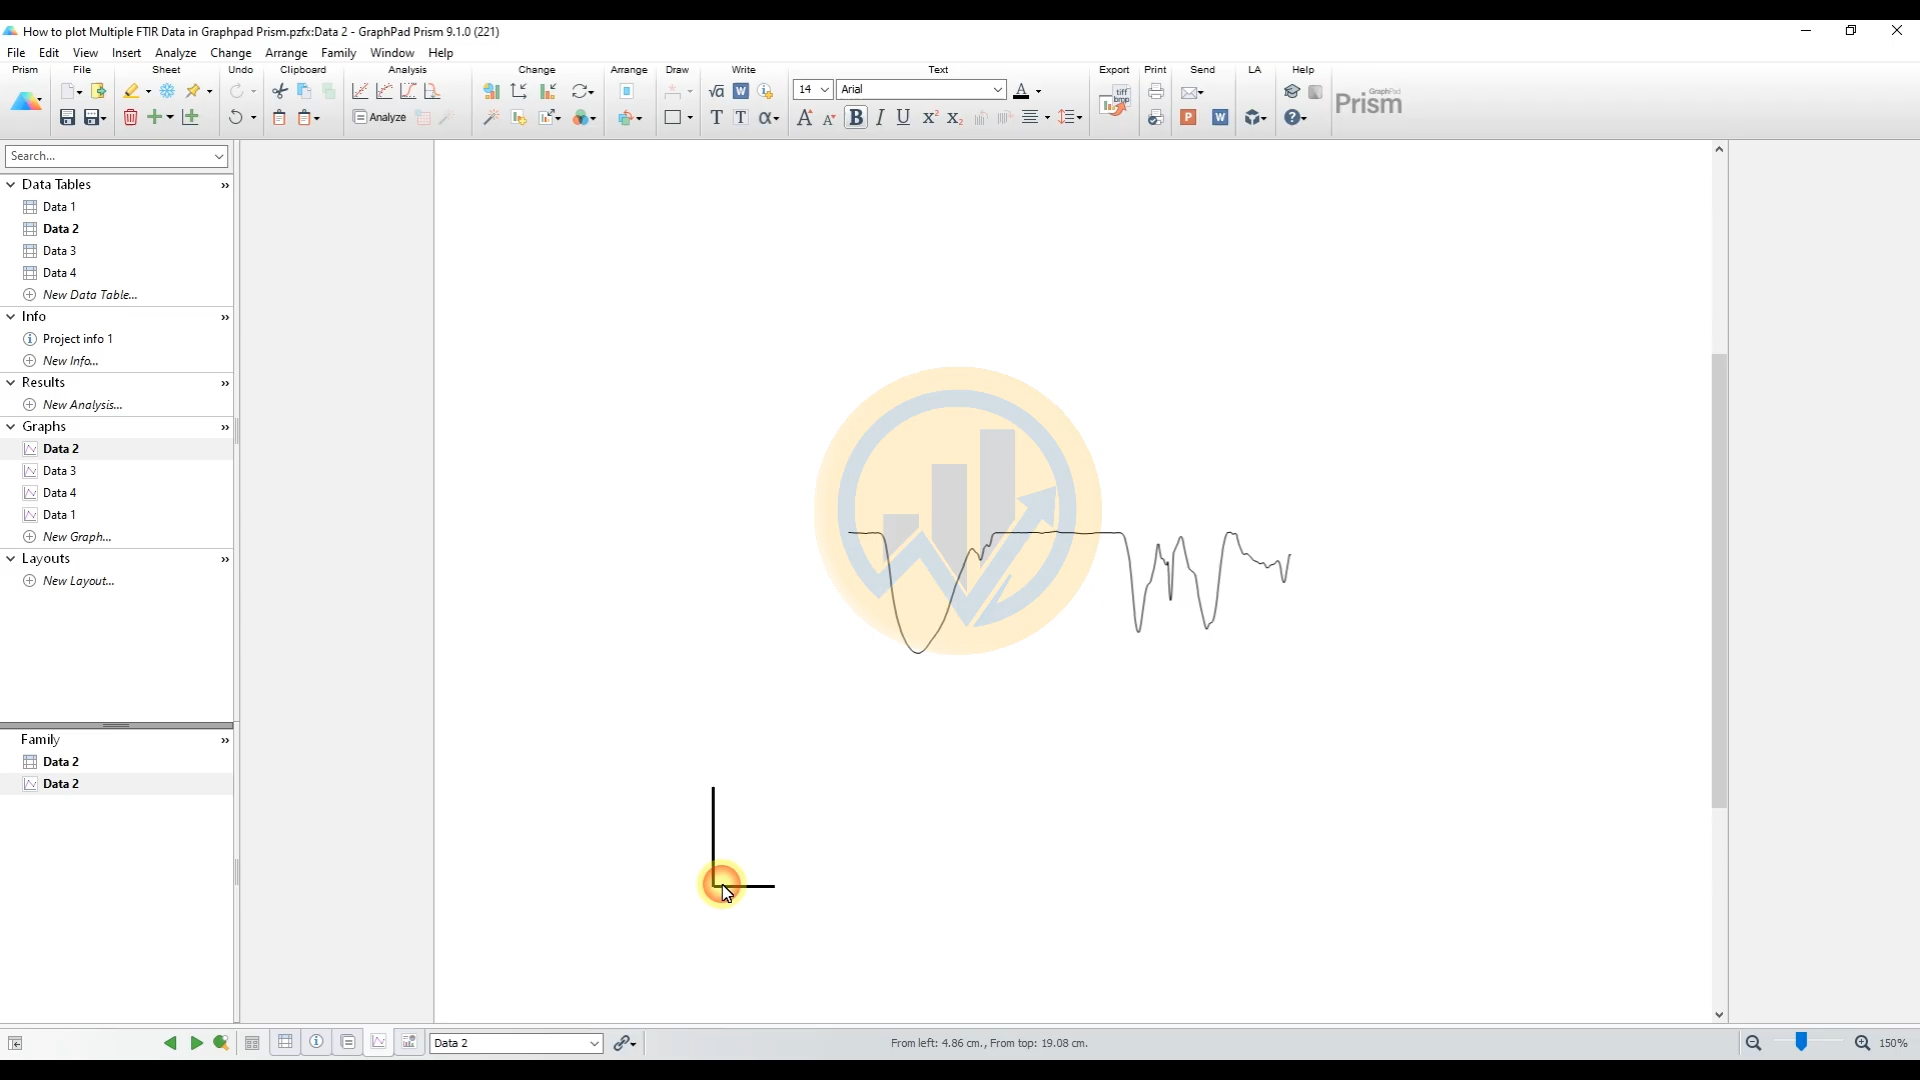 How to plot Multiple FTIR Data in Graphpad Prism.pzfx:Data 2 - GraphPad Prism 9.1.0 (221)
File Edit View Insert Analyze Change Arrange Family Window Help
Prism File Sheet Undo Clipboard Analysis Change Arrange Draw Write Text Export Print Send LA Help
14 Arial
tiff
bmp
GraphPad
Prism
Analyze
Search...
Data Tables
Data 1
Data 2
Data 3
Data 4
New Data Table...
Info
Project info 1
New Info...
Results
New Analysis...
Graphs
Data 2
Data 3
Data 4
Data 1
New Graph...
Layouts
New Layout...
Family
Data 2
Data 2
Data 2
From left: 4.86 cm., From top: 19.08 cm.
150%